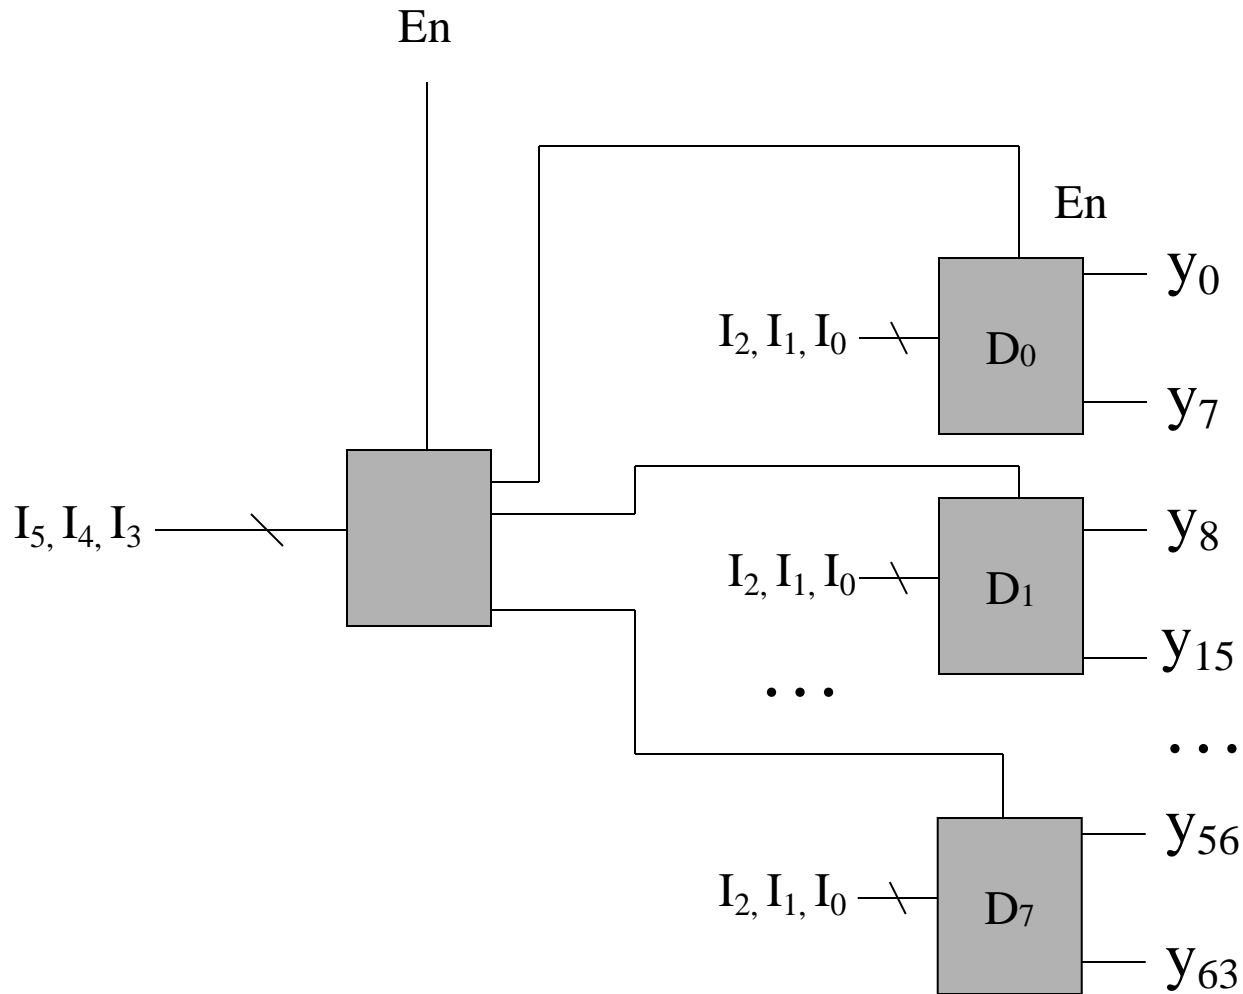 En
En
y₀
I₂, I₁, I₀
D₀
y₇
I₅, I₄, I₃
y₈
I₂, I₁, I₀
D₁
y₁₅
...
...
y₅₆
I₂, I₁, I₀
D₇
y₆₃